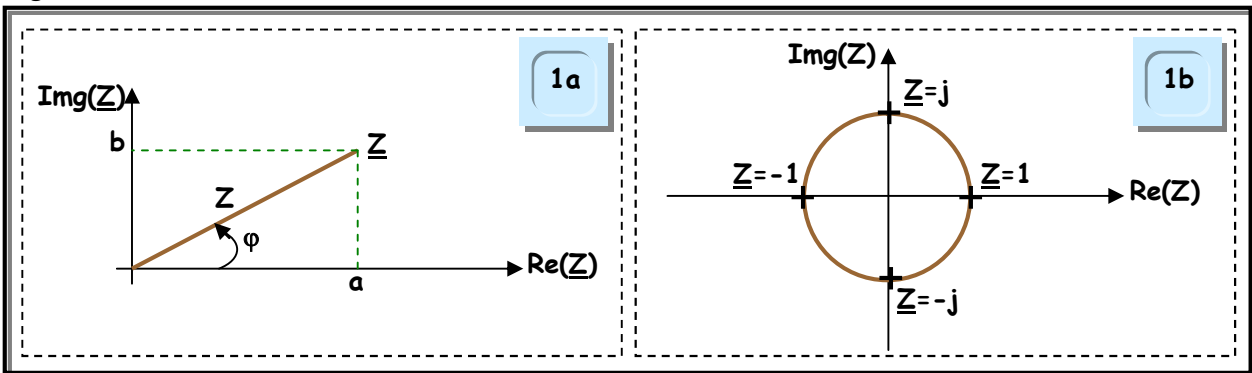 1a
Img(Z)
b
Z
Z
φ
Re(Z)
a
1b
Img(Z)
Z=j
Z=-1
Z=1
Re(Z)
Z=-j